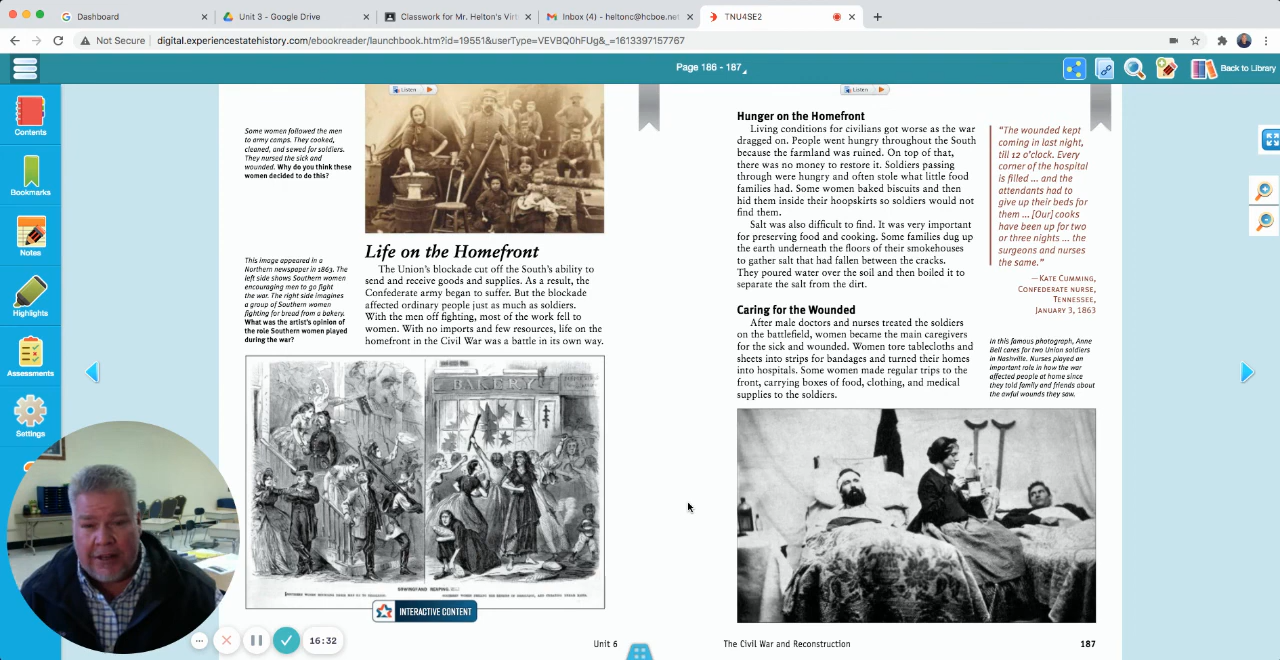 Dashboard
Unit 3 - Google Drive
Classwork for Mr. Helton's Virt
Inbox (4) - heltonc@hcboe.net
TNU4SE2
Not Secure
digital.experiencestatehistory.com/ebookreader/launchbook.htm?id=19551&userType=VEVBQ0hFUg&_=1613397157767
Page 186 - 187
Back to Library
Contents
Bookmarks
Notes
Highlights
Assessments
Settings
Listen
Some women followed the men
to army camps. They cooked,
cleaned, and sewed for soldiers.
They nursed the sick and
wounded. Why do you think these
women decided to do this?
Life on the Homefront
The Union's blockade cut off the South's ability to
send and receive goods and supplies. As a result, the
Confederate army began to suffer. But the blockade
affected ordinary people just as much as soldiers.
With the men off fighting, most of the work fell to
women. With no imports and few resources, life on the
homefront in the Civil War was a battle in its own way.
This image appeared in a
Northern newspaper in 1863. The
left side shows Southern women
encouraging men to go fight
the war. The right side imagines
a group of Southern women
fighting for bread from a bakery.
What was the artist's opinion of
the role Southern women played
during the war?
BAKERY
SOWING AND REAPING.
INTERACTIVE CONTENT
16:32
Unit 6
Listen
Hunger on the Homefront
Living conditions for civilians got worse as the war
dragged on. People went hungry throughout the South
because the farmland was ruined. On top of that,
there was no money to restore it. Soldiers passing
through were hungry and often stole what little food
families had. Some women baked biscuits and then
hid them inside their hoopskirts so soldiers would not
find them.
Salt was also difficult to find. It was very important
for preserving food and cooking. Some families dug up
the earth underneath the floors of their smokehouses
to gather salt that had fallen between the cracks.
They poured water over the soil and then boiled it to
separate the salt from the dirt.
Caring for the Wounded
After male doctors and nurses treated the soldiers
on the battlefield, women became the main caregivers
for the sick and wounded. Women tore tablecloths and
sheets into strips for bandages and turned their homes
into hospitals. Some women made regular trips to the
front, carrying boxes of food, clothing, and medical
supplies to the soldiers.
"The wounded kept
coming in last night,
till 12 o'clock. Every
corner of the hospital
is filled ... and the
attendants had to
give up their beds for
them ... [Our] cooks
have been up for two
or three nights ... the
surgeons and nurses
the same."
—KATE CUMMING,
CONFEDERATE NURSE,
TENNESSEE,
JANUARY 3, 1863
In this famous photograph, Anne
Bell cares for two Union soldiers
in Nashville. Nurses played an
important role in how the war
affected people at home since
they told family and friends about
the awful wounds they saw.
The Civil War and Reconstruction
187